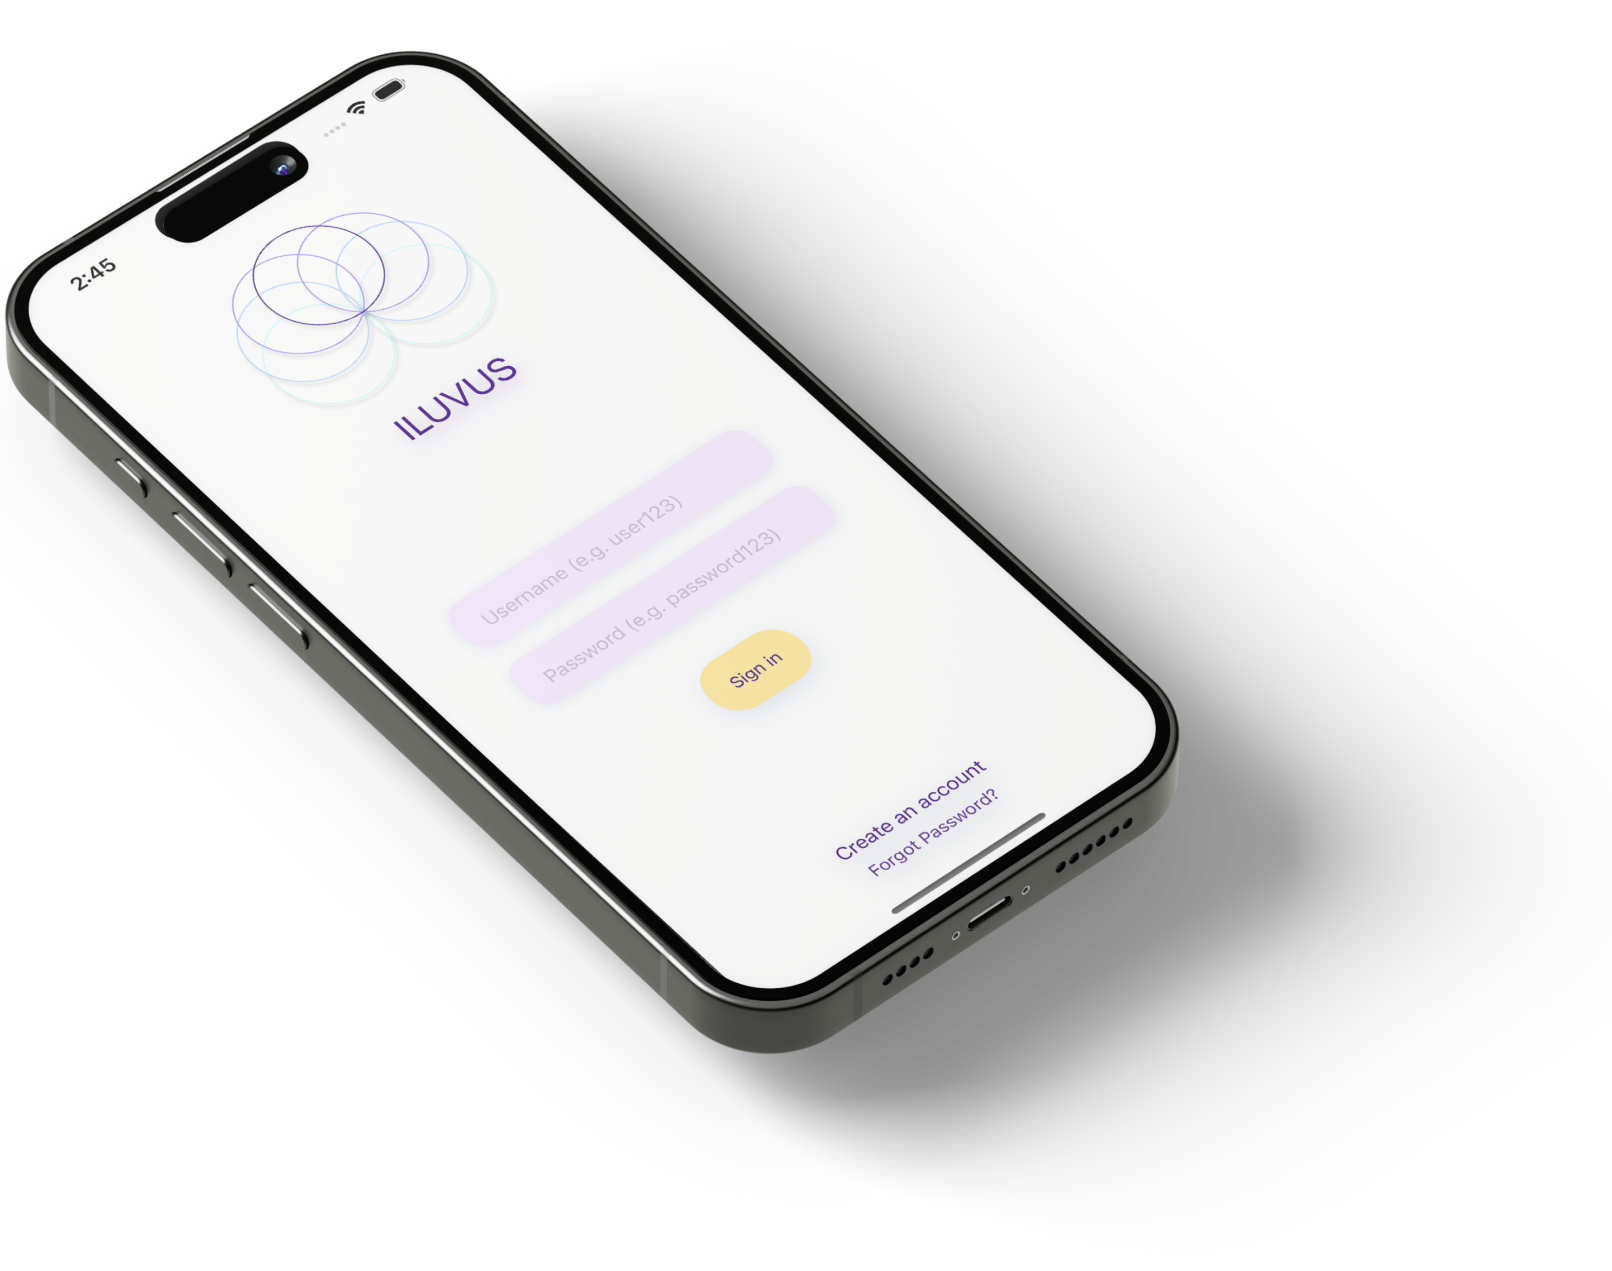 2:45
ILUVUS
Username (e.g. user123)
Password (e.g. password123)
Sign in
Create an account
Forgot Password?